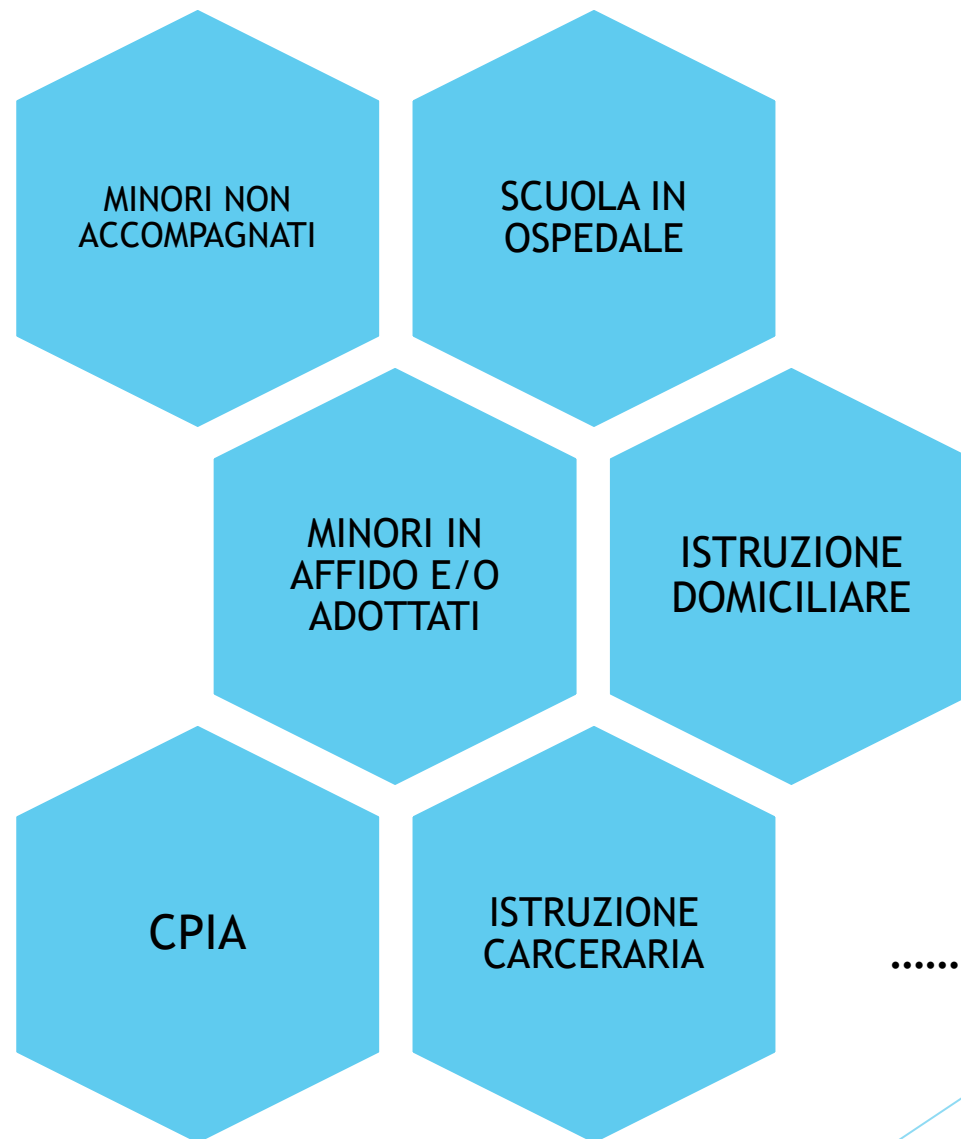 MINORI NON
ACCOMPAGNATI
SCUOLA IN
OSPEDALE
MINORI IN
AFFIDO E/O
ADOTTATI
ISTRUZIONE
DOMICILIARE
CPIA
ISTRUZIONE
CARCERARIA
.......